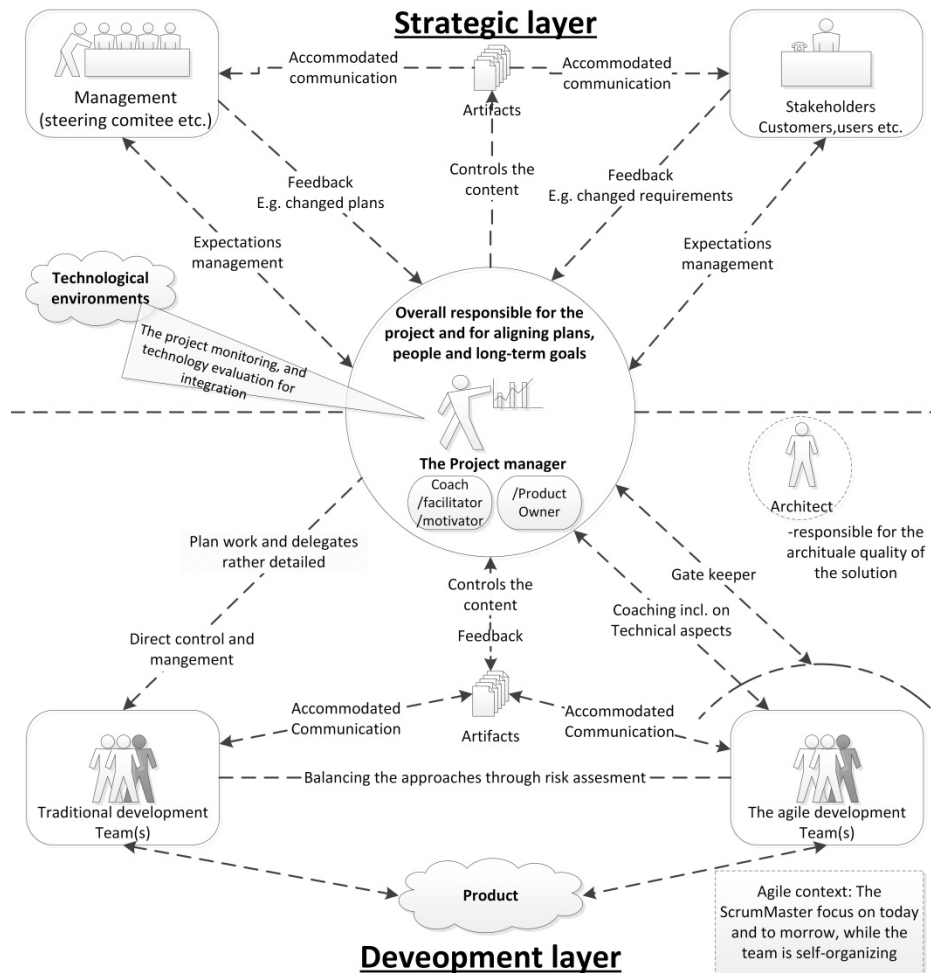 Strategic layer
Management
(steering comitee etc.)
Accommodated
communication
Artifacts
Accommodated
communication
Stakeholders
Customers,users etc.
Feedback
E.g. changed plans
Controls the
content
Feedback
E.g. changed requirements
Expectations
management
Expectations
management
Technological
environments
The project monitoring, and
technology evaluation for
integration
Overall responsible for the
project and for aligning plans,
people and long-term goals
The Project manager
Coach
/facilitator
/motivator
/Product
Owner
Architect
-responsible for the
archituale quality of
the solution
Plan work and delegates
rather detailed
Direct control and
mangement
Controls the
content
Feedback
Gate keeper
Coaching incl. on
Technical aspects
Accommodated
Communication
Artifacts
Accommodated
Communication
Traditional development
Team(s)
Balancing the approaches through risk assesment
The agile development
Team(s)
Product
Agile context: The
ScrumMaster focus on today
and to morrow, while the
team is self-organizing
Deveopment layer